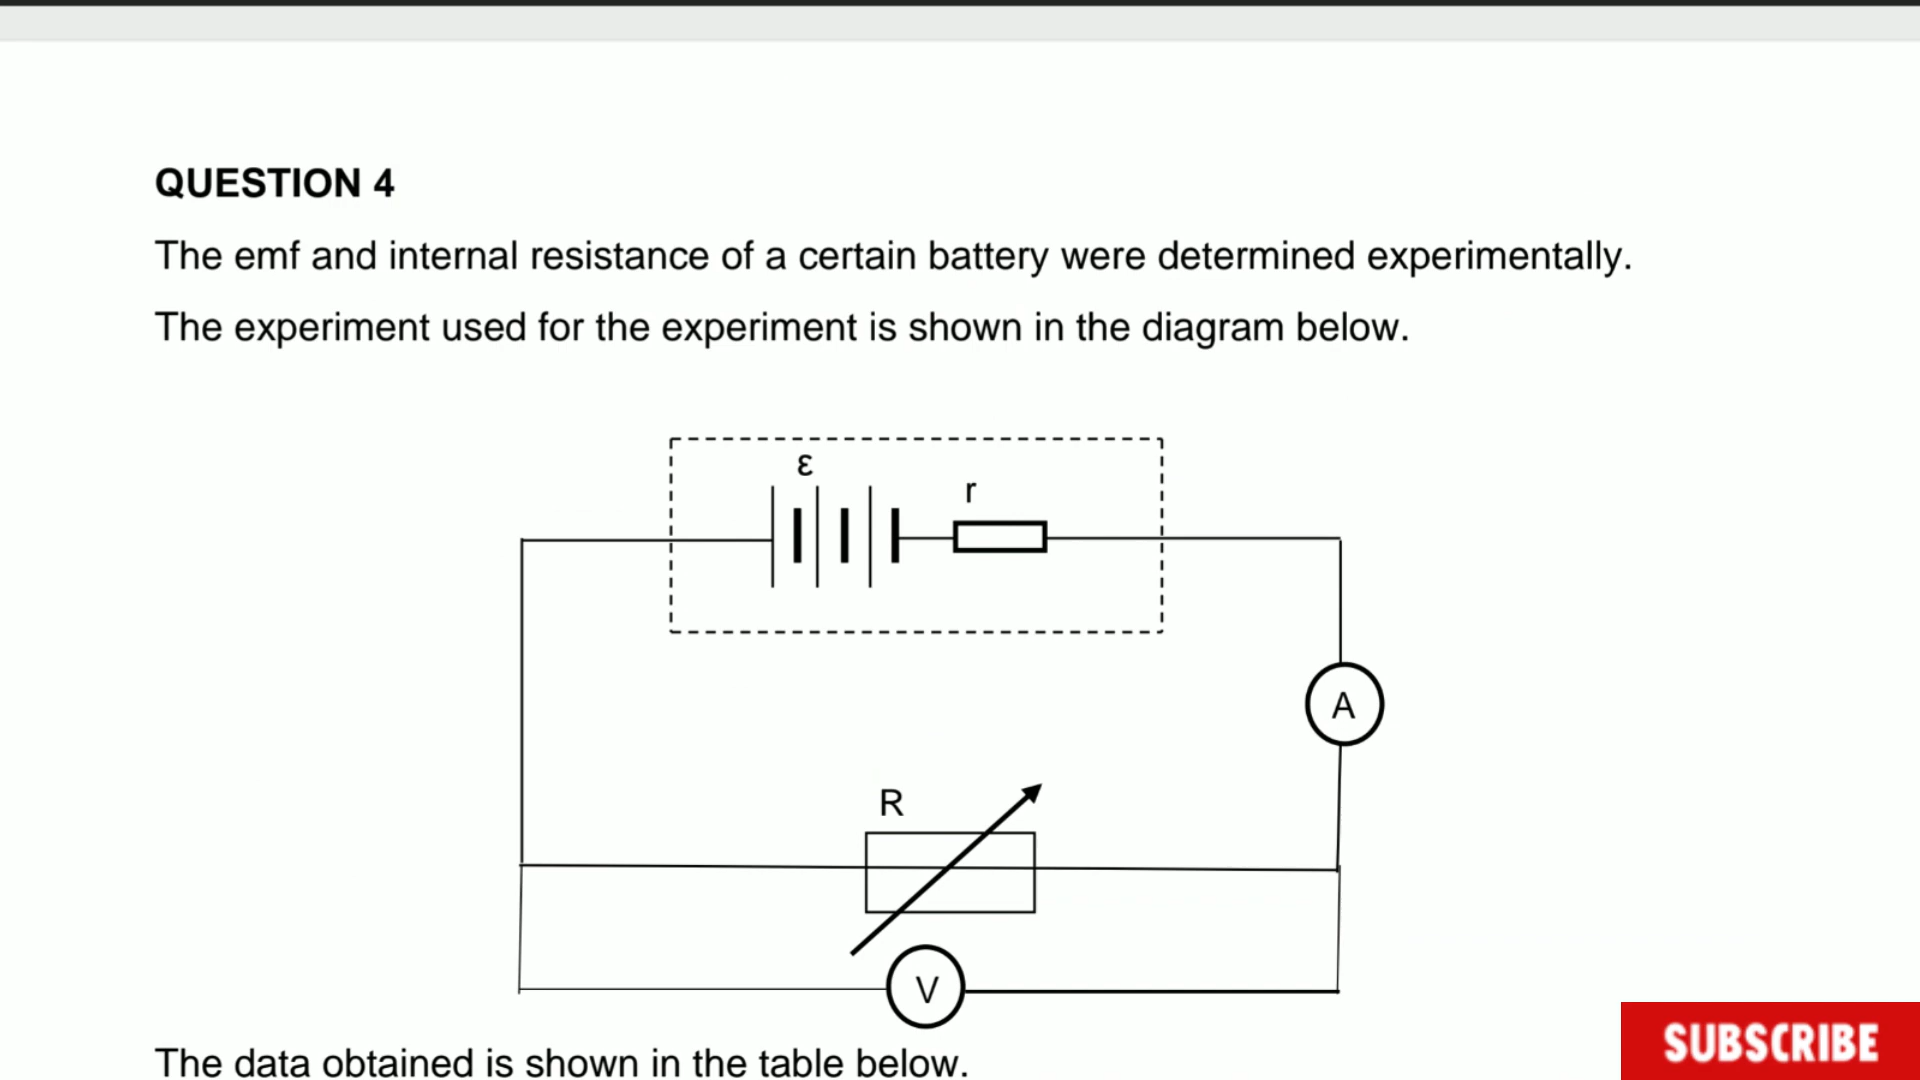 QUESTION 4
The emf and internal resistance of a certain battery were determined experimentally.
The experiment used for the experiment is shown in the diagram below.
ε
r
A
R
V
The data obtained is shown in the table below.
SUBSCRIBE